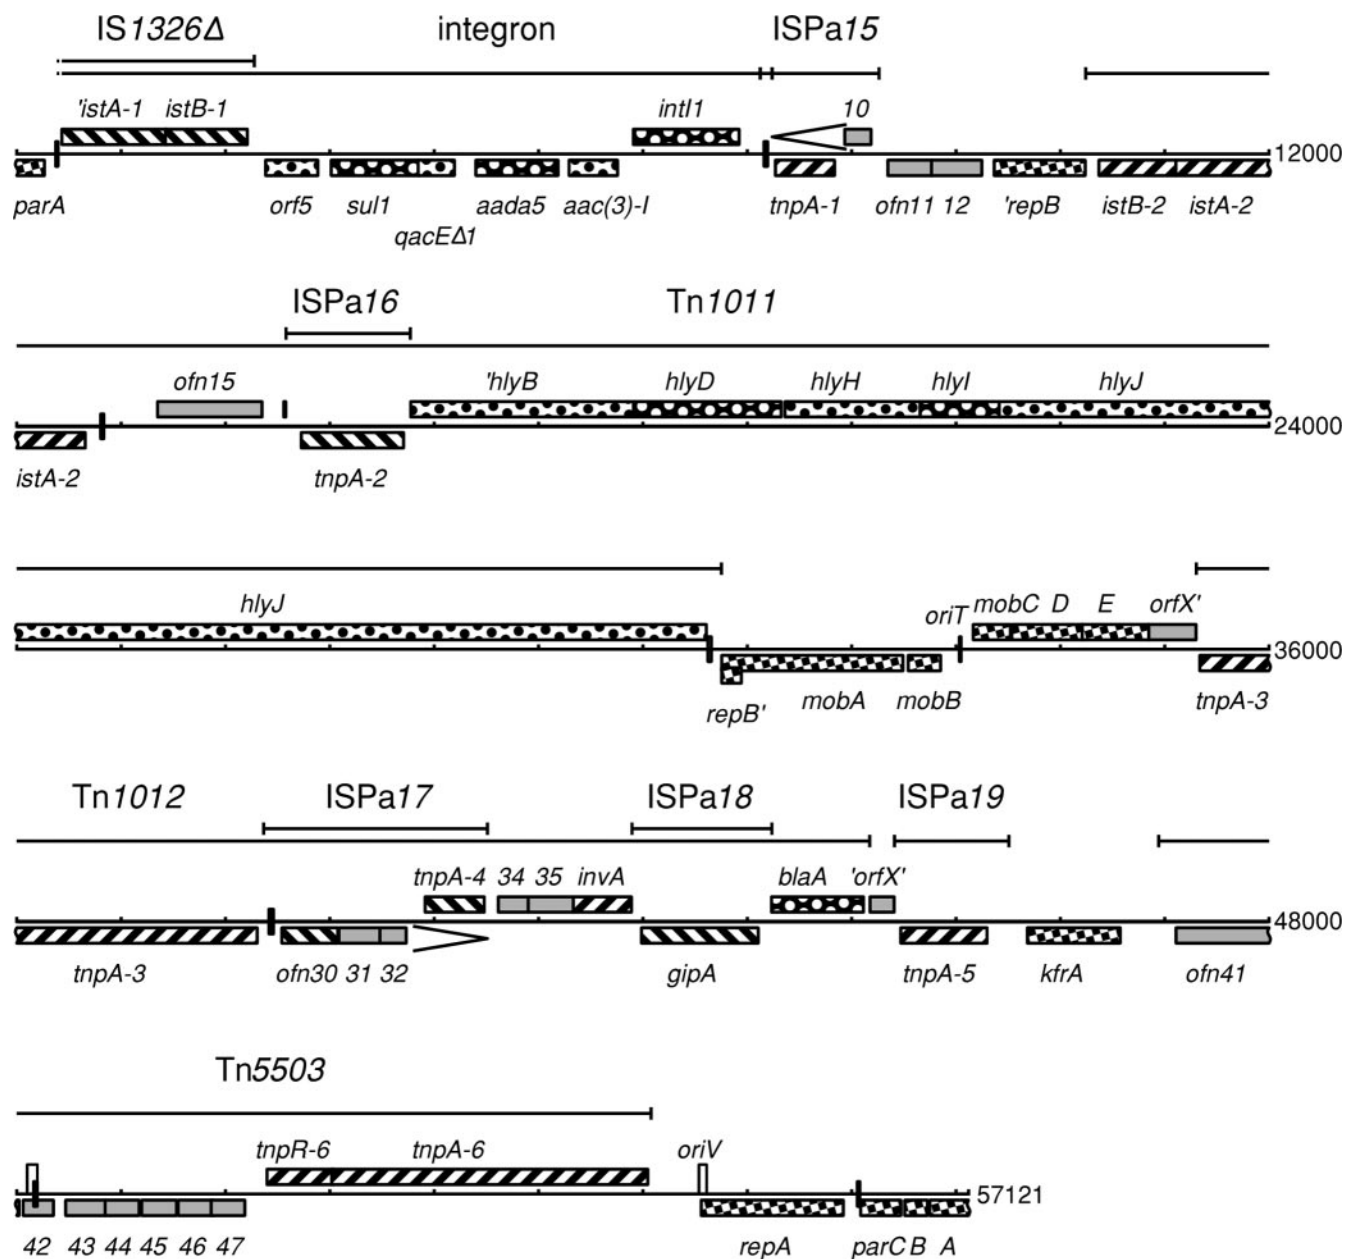 IS1326Δ integron ISPa15
'istA-1 istB-1 intI1 10
12000
parA orf5 sul1 aada5 aac(3)-I tnpA-1 ofn11 12 'repB istB-2 istA-2
qacEΔ1
ISPa16 Tn1011
ofn15 'hlyB hlyD hlyH hlyI hlyJ
24000
istA-2 tnpA-2
hlyJ oriT mobC D E orfX'
36000
repB' mobA mobB tnpA-3
Tn1012 ISPa17 ISPa18 ISPa19
tnpA-4 34 35 invA blaA 'orfX'
48000
tnpA-3 ofn30 31 32 gipA tnpA-5 kfrA ofn41
Tn5503
tnpR-6 tnpA-6 oriV
57121
42 43 44 45 46 47 repA parC B A